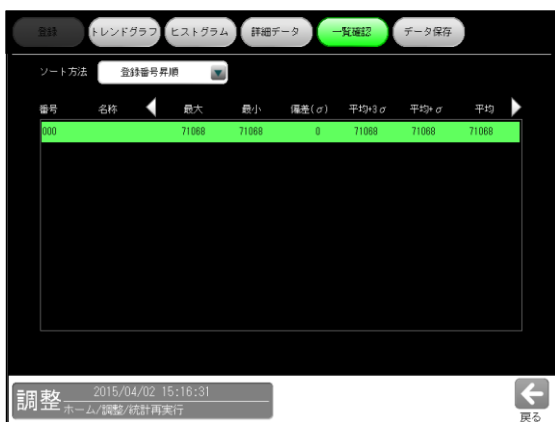 登録 トレンドグラフ ヒストグラム 詳細データ 一覧確認 データ保存
ソート方法 登録番号昇順
番号 名称 最大 最小 偏差(σ) 平均+3σ 平均+σ 平均
000 71068 71068 0 71068 71068 71068
調整 2015/04/02 15:16:31
ホーム/調整/統計再実行
戻る